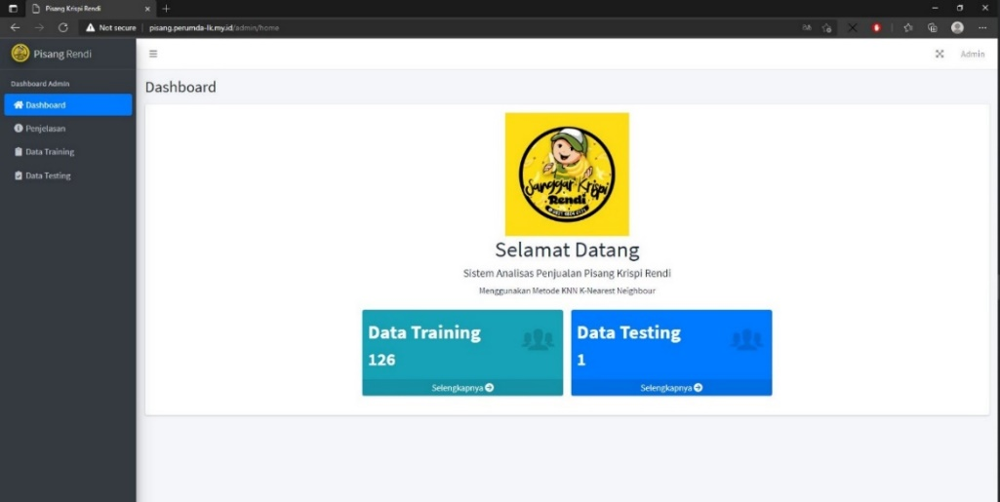 Pisang Krispi Rendi
Not secure | pisang.perumda-lk.my.id/admin/home
Pisang Rendi
Admin
Dashboard Admin
Dashboard
Dashboard
Penjelasan
Data Training
Data Testing
Sanggar Krispi
Rendi
Selamat Datang
Sistem Analisas Penjualan Pisang Krispi Rendi
Menggunakan Metode KNN K-Nearest Neighbour
Data Training
126
Selengkapnya
Data Testing
1
Selengkapnya